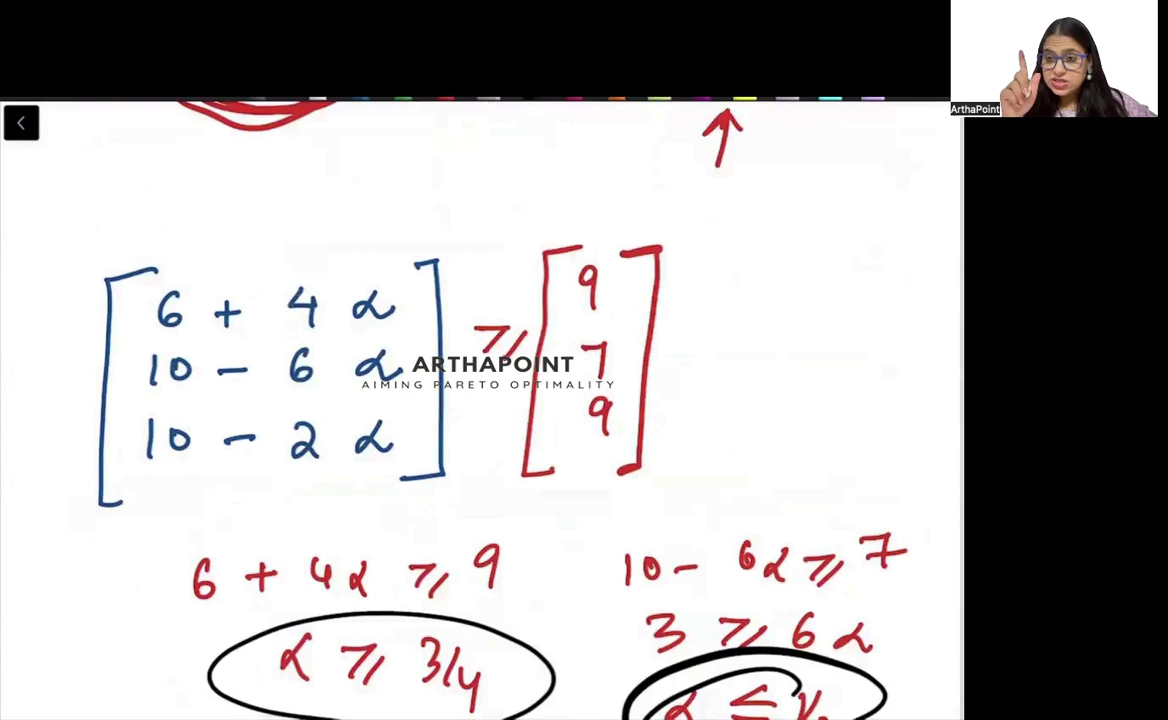 ArthaPoint
6 + 4 α
10 - 6 α
10 - 2 α
≥
9
7
9
ARTHAPOINT
AIMING PARETO OPTIMALITY
6 + 4α ≥ 9
α ≥ 3/4
10 - 6α ≥ 7
3 ≥ 6α
α ≤